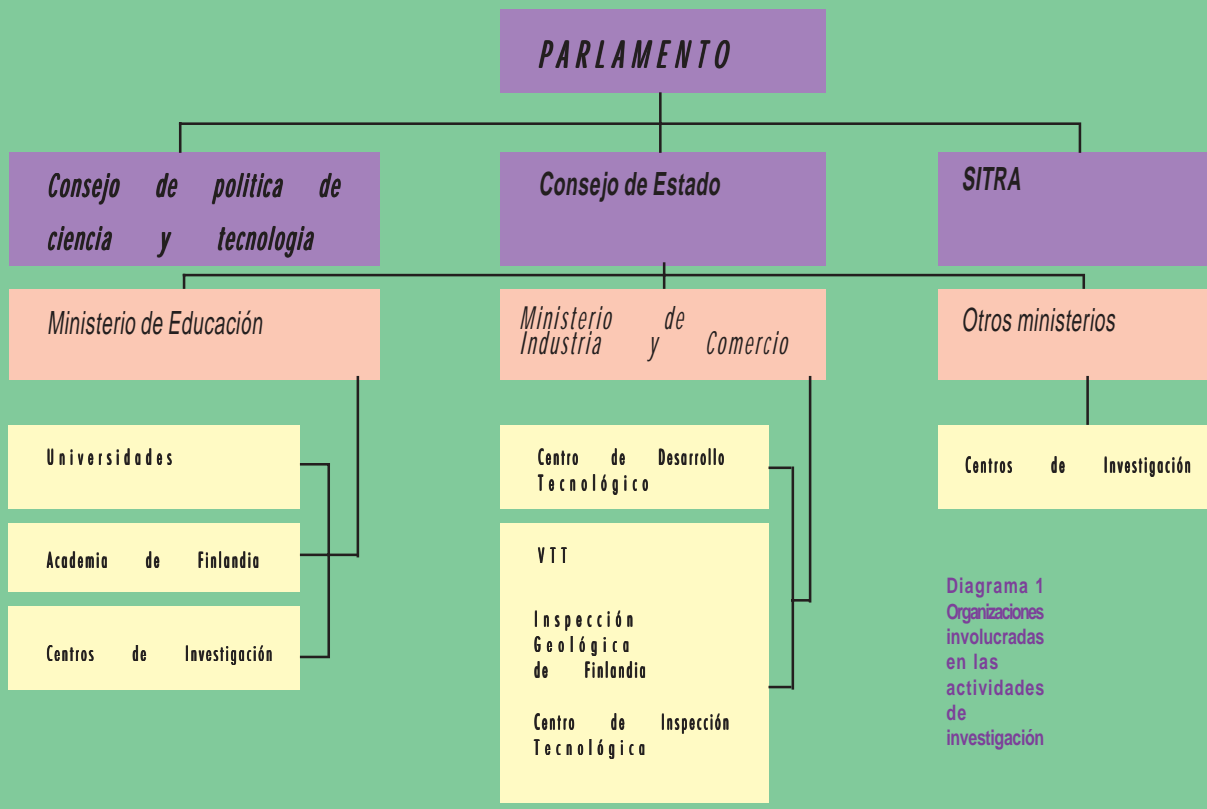 PARLAMENTO
Consejo de politica de
ciencia y tecnologia
Consejo de Estado
SITRA
Ministerio de Educación
Ministerio de
Industria y Comercio
Otros ministerios
Universidades
Academia de Finlandia
Centros de Investigación
Centro de Desarrollo
Tecnológico
VTT
Inspección
Geológica
de Finlandia
Centro de Inspección
Tecnológica
Centros de Investigación
Diagrama 1
Organizaciones
involucradas
en las
actividades
de
investigación